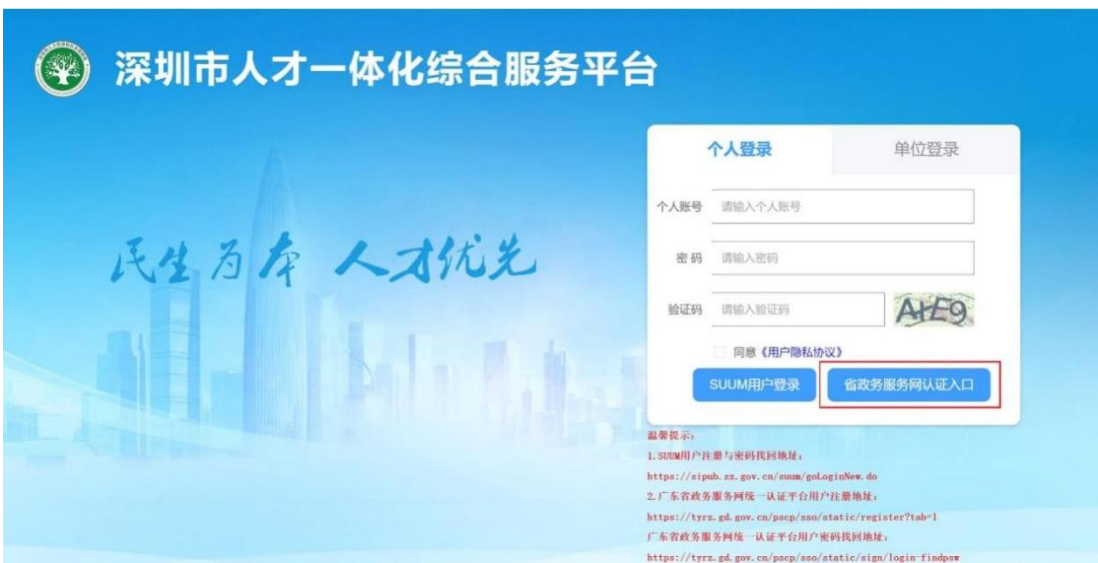 深圳市人才一体化综合服务平台
民生为本 人才优先
个人登录 单位登录
个人账号 请输入个人账号
密码 请输入密码
验证码 请输入验证码 AtE9
同意《用户隐私协议》
SUUM用户登录 省政务服务网认证入口
温馨提示：
1.SUUM用户注册与密码找回地址：
https://sipub.sz.gov.cn/suum/goLoginNew.do
2.广东省政务服务网统一认证平台用户注册地址：
https://tyrz.gd.gov.cn/pscp/sso/static/register?tab=1
广东省政务服务网统一认证平台用户密码找回地址：
https://tyrz.gd.gov.cn/pscp/sso/static/sign/login-findpsw